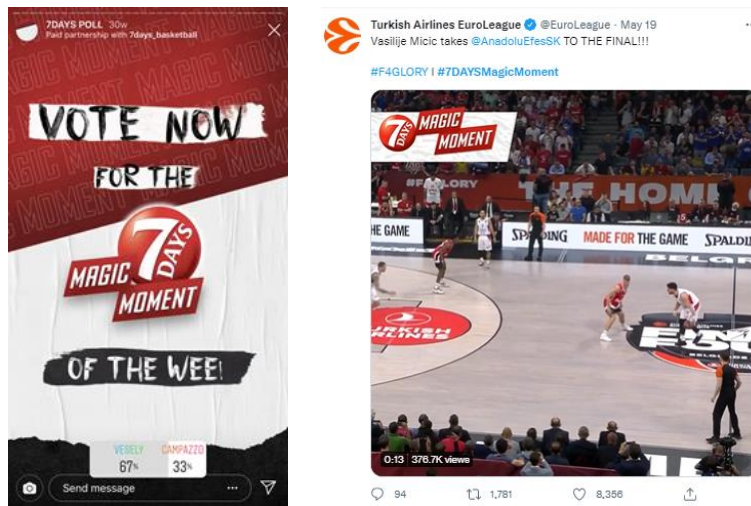 7DAYS POLL 30w
Paid partnership with 7days_basketball
VOTE NOW
FOR THE
7
DAYS
MAGIC
MOMENT
OF THE WEE
VESELY CAMPAZZO
67% 33%
Send message
Turkish Airlines EuroLeague @EuroLeague · May 19
Vasilije Micic takes @AnadoluEfesSK TO THE FINAL!!!
#F4GLORY | #7DAYSMagicMoment
7
DAYS
MAGIC
MOMENT
#F4GLORY
THE HOME
HE GAME
SPALDING MADE FOR THE GAME SPALDI
BELGR
TURKISH
AIRLINES
0:13 376.7K views
94 1,781 8,356